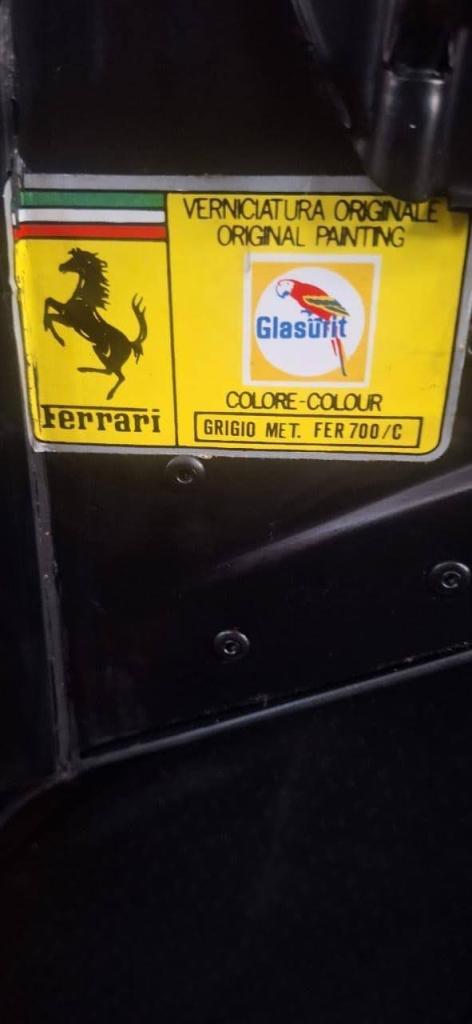 VERNICIATURA ORIGINALE
ORIGINAL PAINTING
Glasurit
COLORE-COLOUR
GRIGIO MET. FER 700/C
Ferrari